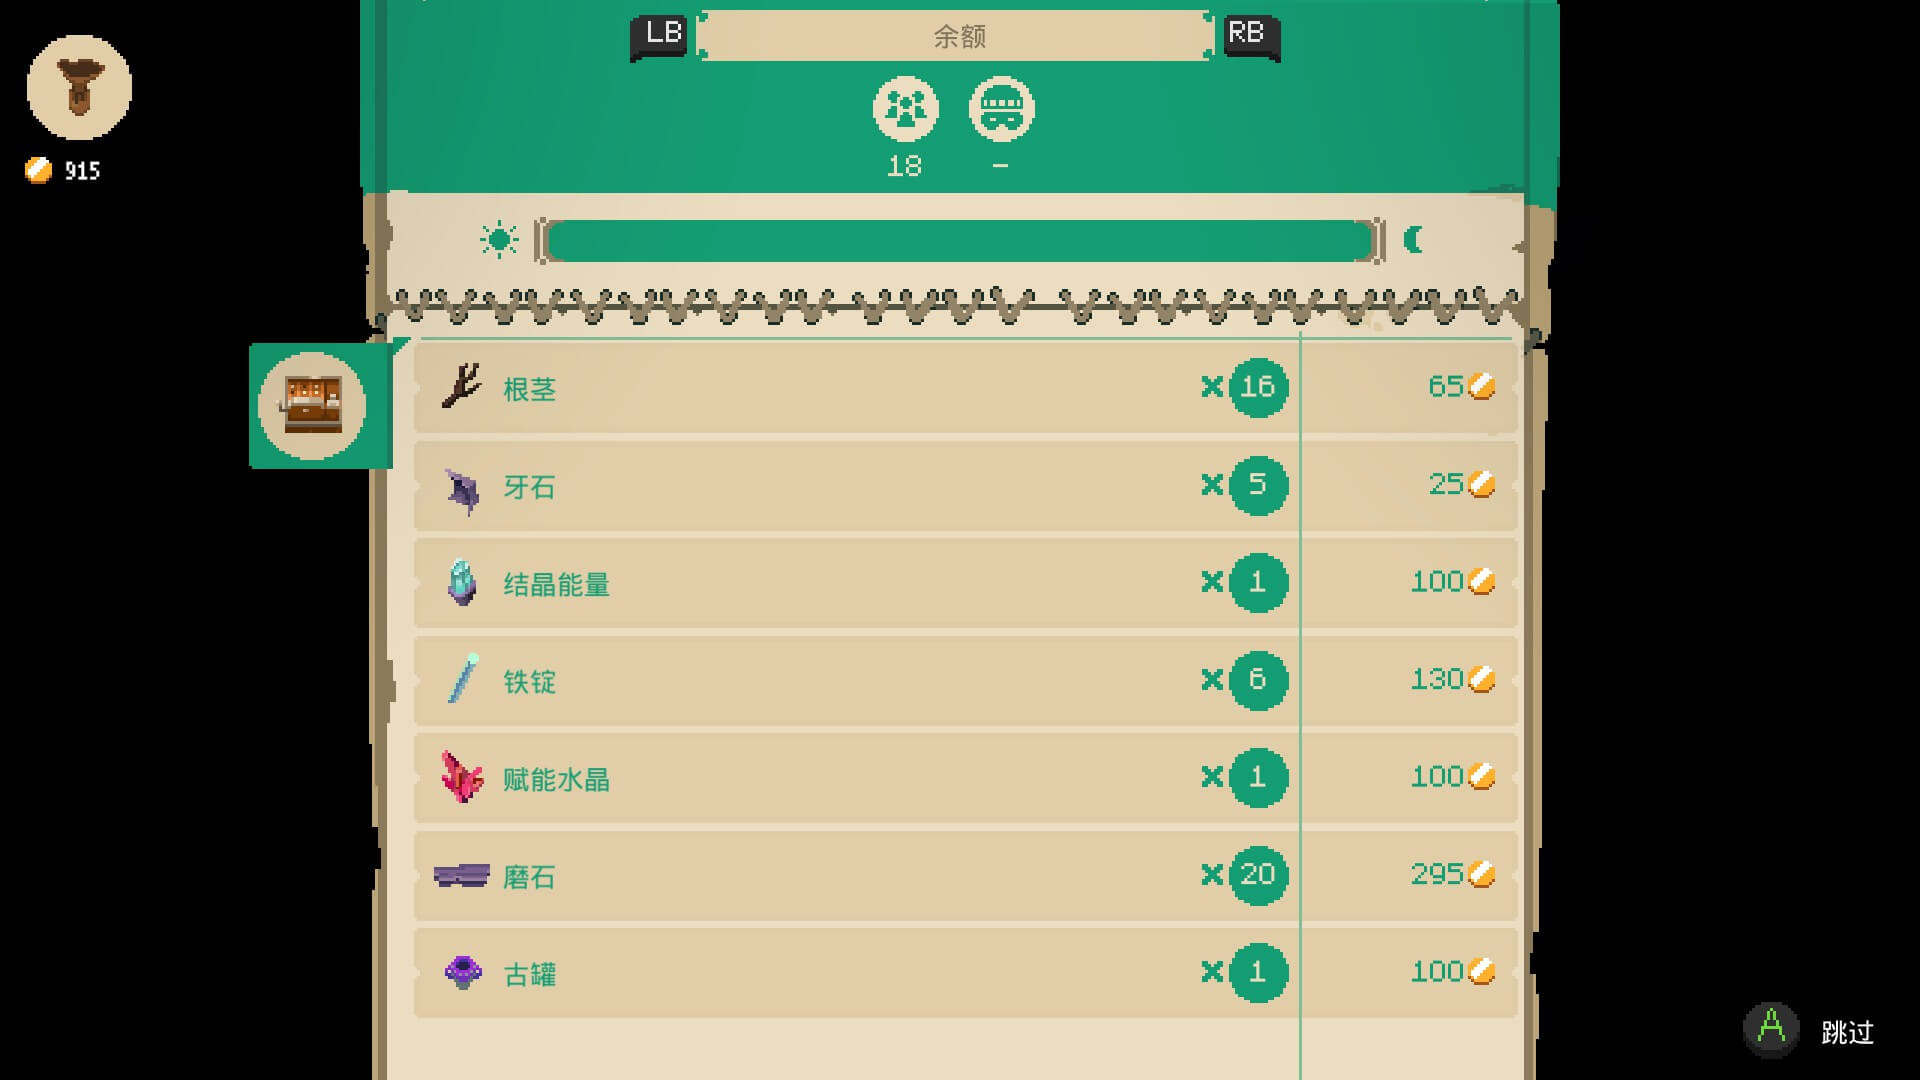 LB 余额 RB
915
18 –
根茎 ×16 65
牙石 ×5 25
结晶能量 ×1 100
铁锭 ×6 130
赋能水晶 ×1 100
磨石 ×20 295
古罐 ×1 100
A 跳过